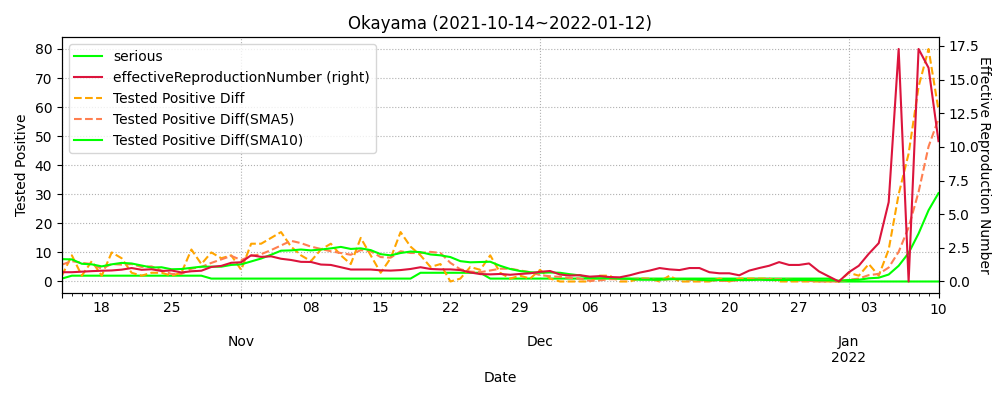 Okayama (2021-10-14~2022-01-12)
serious
effectiveReproductionNumber (right)
Tested Positive Diff
Tested Positive Diff(SMA5)
Tested Positive Diff(SMA10)
Tested Positive
80
70
60
50
40
30
20
10
0
Effective Reproduction Number
17.5
15.0
12.5
10.0
7.5
5.0
2.5
0.0
18 25 08 15 22 29 06 13 20 27 03 10
Nov Dec Jan
2022
Date